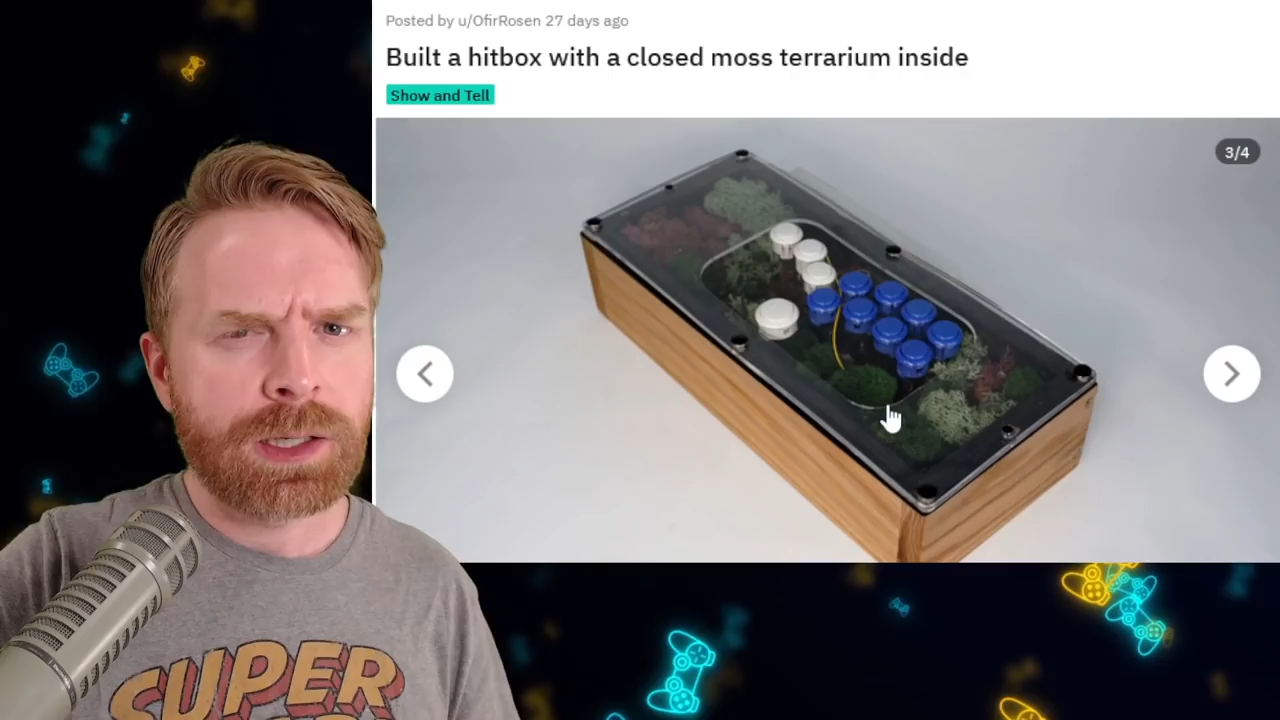 Posted by u/OfirRosen 27 days ago
Built a hitbox with a closed moss terrarium inside
Show and Tell
3/4
SUPER